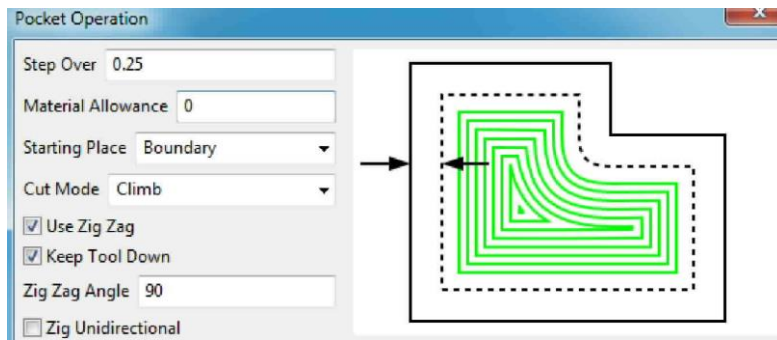 Pocket Operation
Step Over 0.25
Material Allowance 0
Starting Place Boundary
Cut Mode Climb
Use Zig Zag
Keep Tool Down
Zig Zag Angle 90
Zig Unidirectional